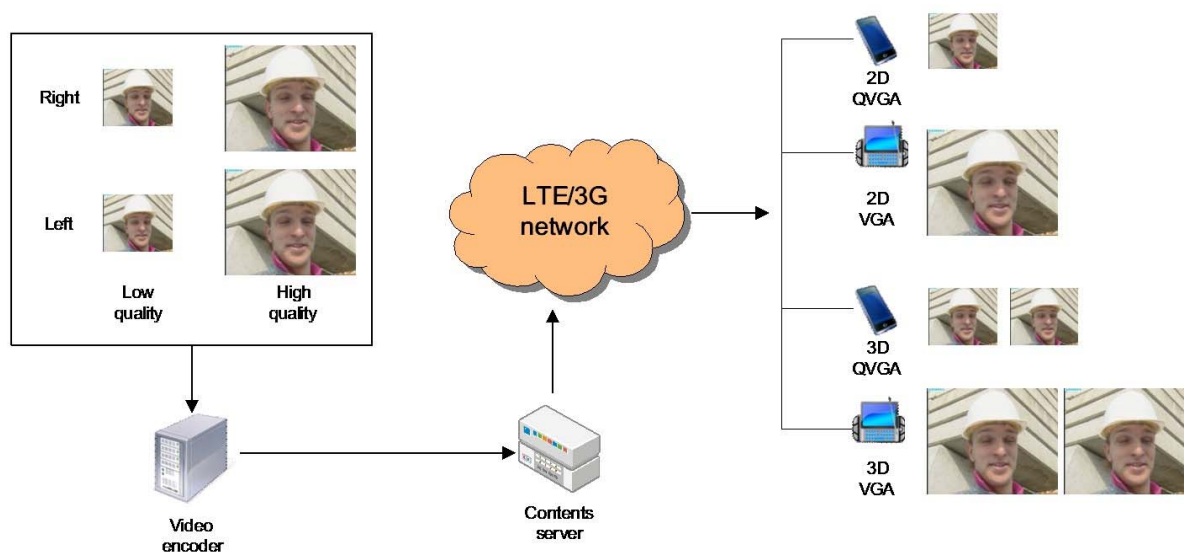 Right
Left
Low
quality
High
quality
Video
encoder
Contents
server
LTE/3G
network
2D
QVGA
2D
VGA
3D
QVGA
3D
VGA